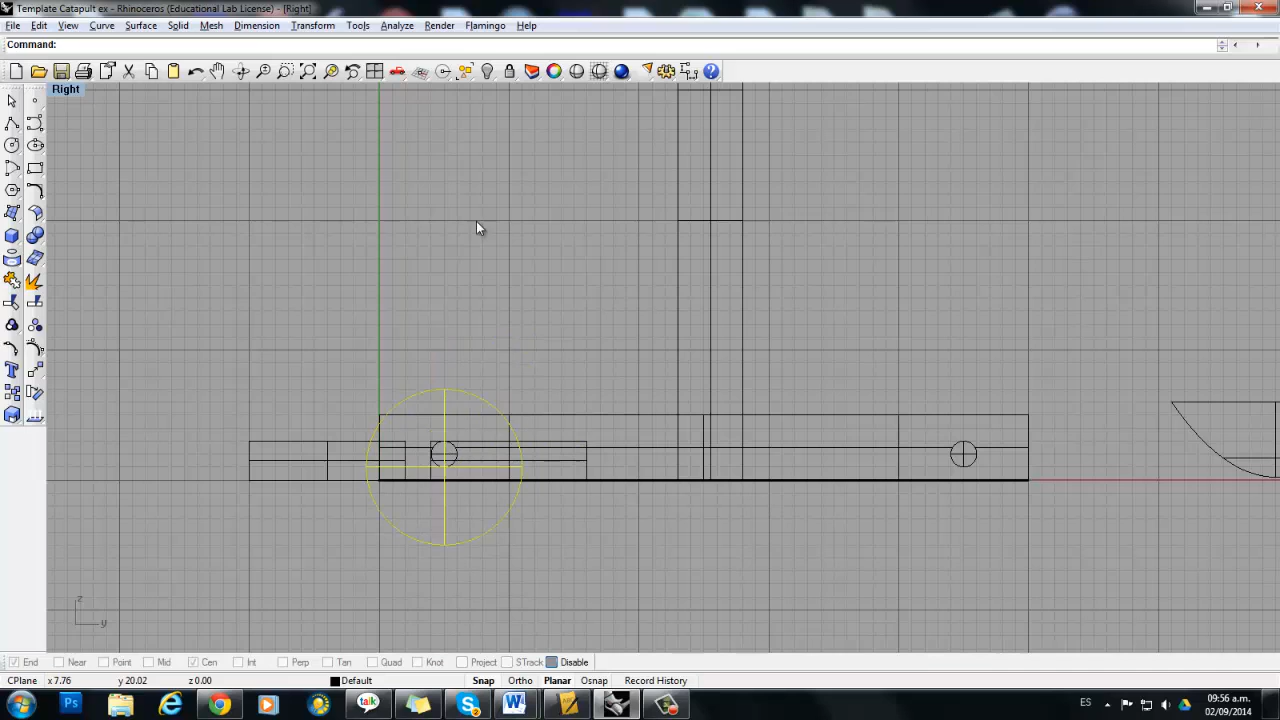 Template Catapult ex - Rhinoceros (Educational Lab License) - [Right]
File Edit View Curve Surface Solid Mesh Dimension Transform Tools Analyze Render Flamingo Help
Command:
Right
z
y
End Near Point Mid Cen Int Perp Tan Quad Knot Project STrack Disable
CPlane x 7.76 y 20.02 z 0.00 Default Snap Ortho Planar Osnap Record History
Ps talk S W ES 09:56 a.m.
02/09/2014